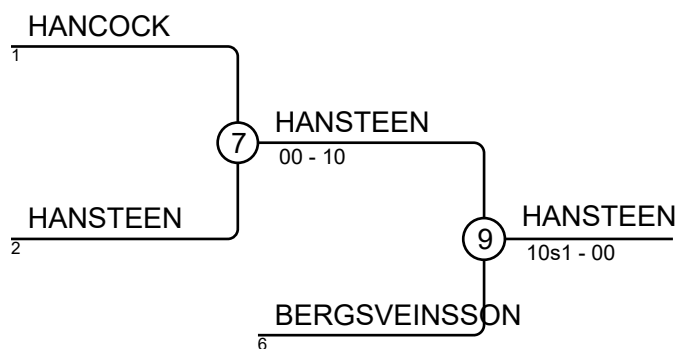 HANCOCK
1
7
HANSTEEN
00 - 10
HANSTEEN
2
9
HANSTEEN
10s1 - 00
BERGSVEINSSON
6